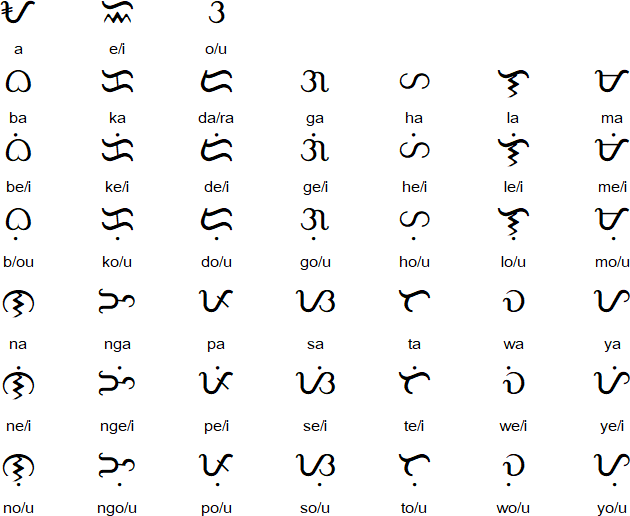 ᜀ ᜁ ᜂ
a e/i o/u
ᜊ ᜃ ᜇ ᜄ ᜑ ᜎ ᜋ
ba ka da/ra ga ha la ma
ᜊᜒ ᜃᜒ ᜇᜒ ᜄᜒ ᜑᜒ ᜎᜒ ᜋᜒ
be/i ke/i de/i ge/i he/i le/i me/i
ᜊᜓ ᜃᜓ ᜇᜓ ᜄᜓ ᜑᜓ ᜎᜓ ᜋᜓ
b/ou ko/u do/u go/u ho/u lo/u mo/u
ᜈ ᜅ ᜉ ᜐ ᜆ ᜏ ᜌ
na nga pa sa ta wa ya
ᜈᜒ ᜅᜒ ᜉᜒ ᜐᜒ ᜆᜒ ᜏᜒ ᜌᜒ
ne/i nge/i pe/i se/i te/i we/i ye/i
ᜈᜓ ᜅᜓ ᜉᜓ ᜐᜓ ᜆᜓ ᜏᜓ ᜌᜓ
no/u ngo/u po/u so/u to/u wo/u yo/u